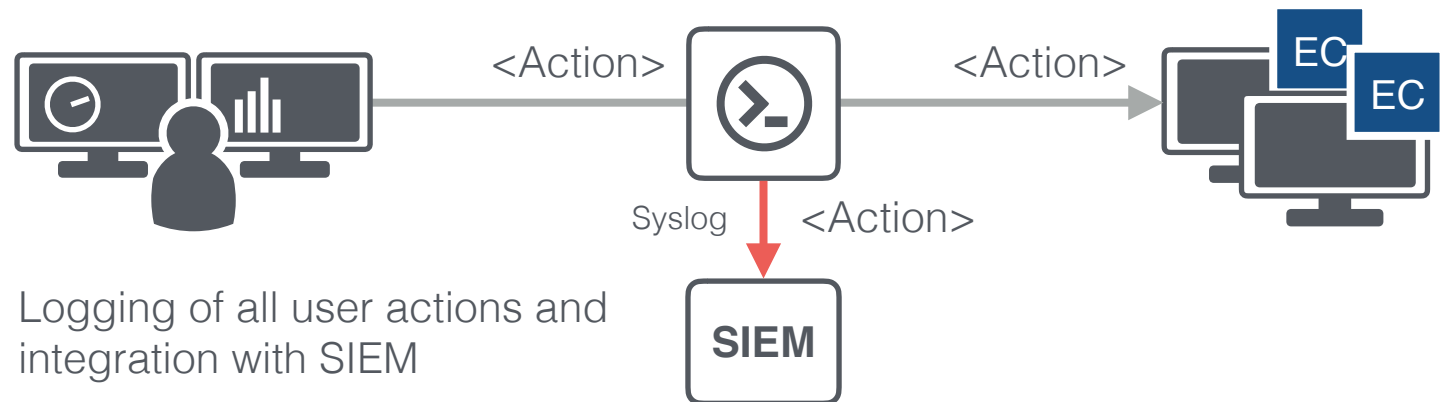 <Action>
<Action>
EC
EC
Syslog
<Action>
Logging of all user actions and
integration with SIEM
SIEM